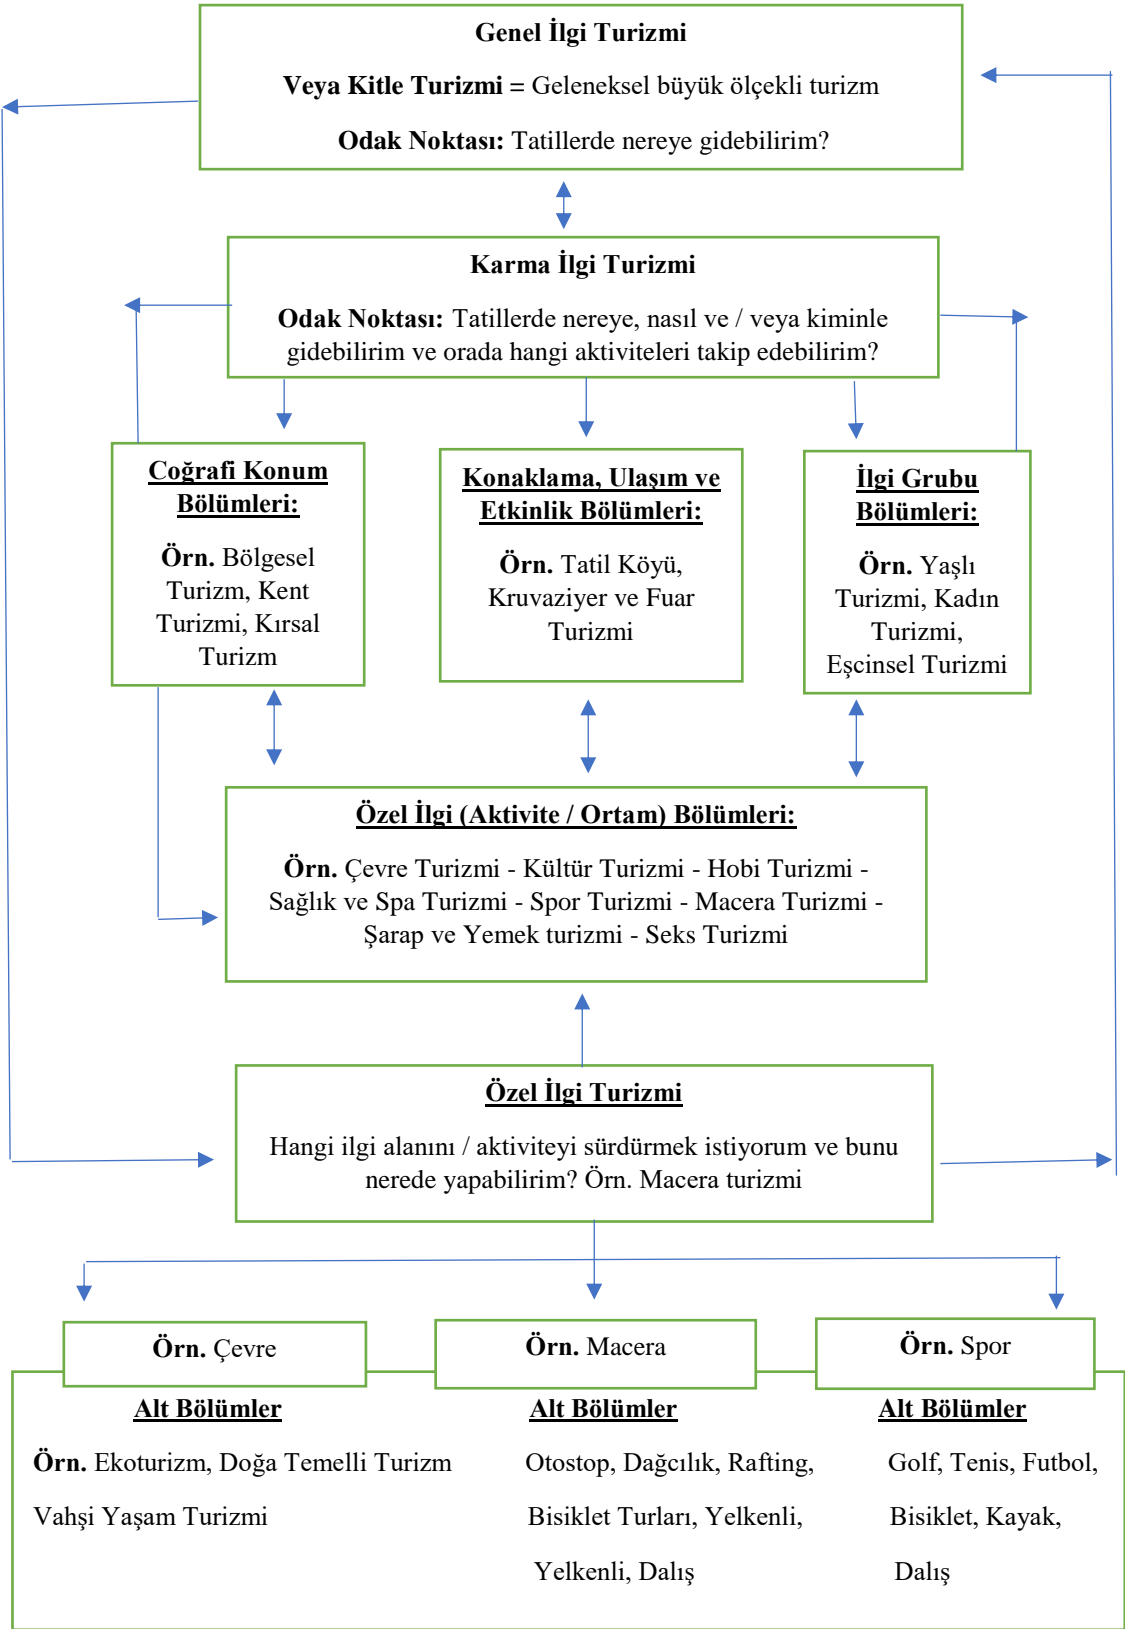 Genel İlgi Turizmi
Veya Kitle Turizmi = Geleneksel büyük ölçekli turizm
Odak Noktası: Tatillerde nereye gidebilirim?
Karma İlgi Turizmi
Odak Noktası: Tatillerde nereye, nasıl ve / veya kiminle
gidebilirim ve orada hangi aktiviteleri takip edebilirim?
Coğrafi Konum
Bölümleri:
Örn. Bölgesel
Turizm, Kent
Turizmi, Kırsal
Turizm
Konaklama, Ulaşım ve
Etkinlik Bölümleri:
Örn. Tatil Köyü,
Kruvaziyer ve Fuar
Turizmi
İlgi Grubu
Bölümleri:
Örn. Yaşlı
Turizmi, Kadın
Turizmi,
Eşcinsel Turizmi
Özel İlgi (Aktivite / Ortam) Bölümleri:
Örn. Çevre Turizmi - Kültür Turizmi - Hobi Turizmi -
Sağlık ve Spa Turizmi - Spor Turizmi - Macera Turizmi -
Şarap ve Yemek turizmi - Seks Turizmi
Özel İlgi Turizmi
Hangi ilgi alanını / aktiviteyi sürdürmek istiyorum ve bunu
nerede yapabilirim? Örn. Macera turizmi
Örn. Çevre
Alt Bölümler
Örn. Ekoturizm, Doğa Temelli Turizm
Vahşi Yaşam Turizmi
Örn. Macera
Alt Bölümler
Otostop, Dağcılık, Rafting,
Bisiklet Turları, Yelkenli,
Yelkenli, Dalış
Örn. Spor
Alt Bölümler
Golf, Tenis, Futbol,
Bisiklet, Kayak,
Dalış